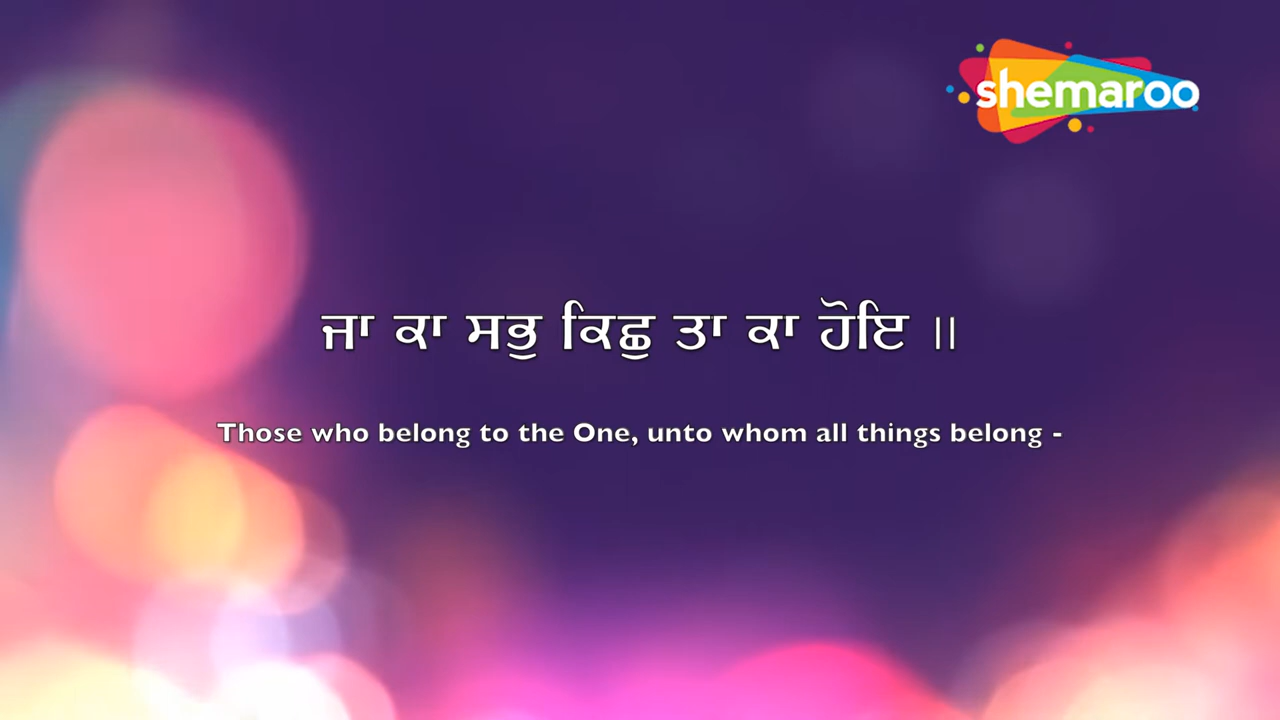 shemaroo
ਜਾ ਕਾ ਸਭੁ ਕਿਛੁ ਤਾ ਕਾ ਹੋਇ ॥
Those who belong to the One, unto whom all things belong -